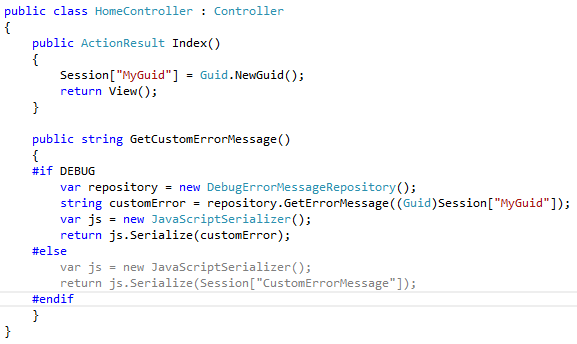 public class HomeController : Controller
{
    public ActionResult Index()
    {
        Session["MyGuid"] = Guid.NewGuid();
        return View();
    }

    public string GetCustomErrorMessage()
    {
    #if DEBUG
        var repository = new DebugErrorMessageRepository();
        string customError = repository.GetErrorMessage((Guid)Session["MyGuid"]);
        var js = new JavaScriptSerializer();
        return js.Serialize(customError);
    #else
        var js = new JavaScriptSerializer();
        return js.Serialize(Session["CustomErrorMessage"]);
    #endif
    }
}